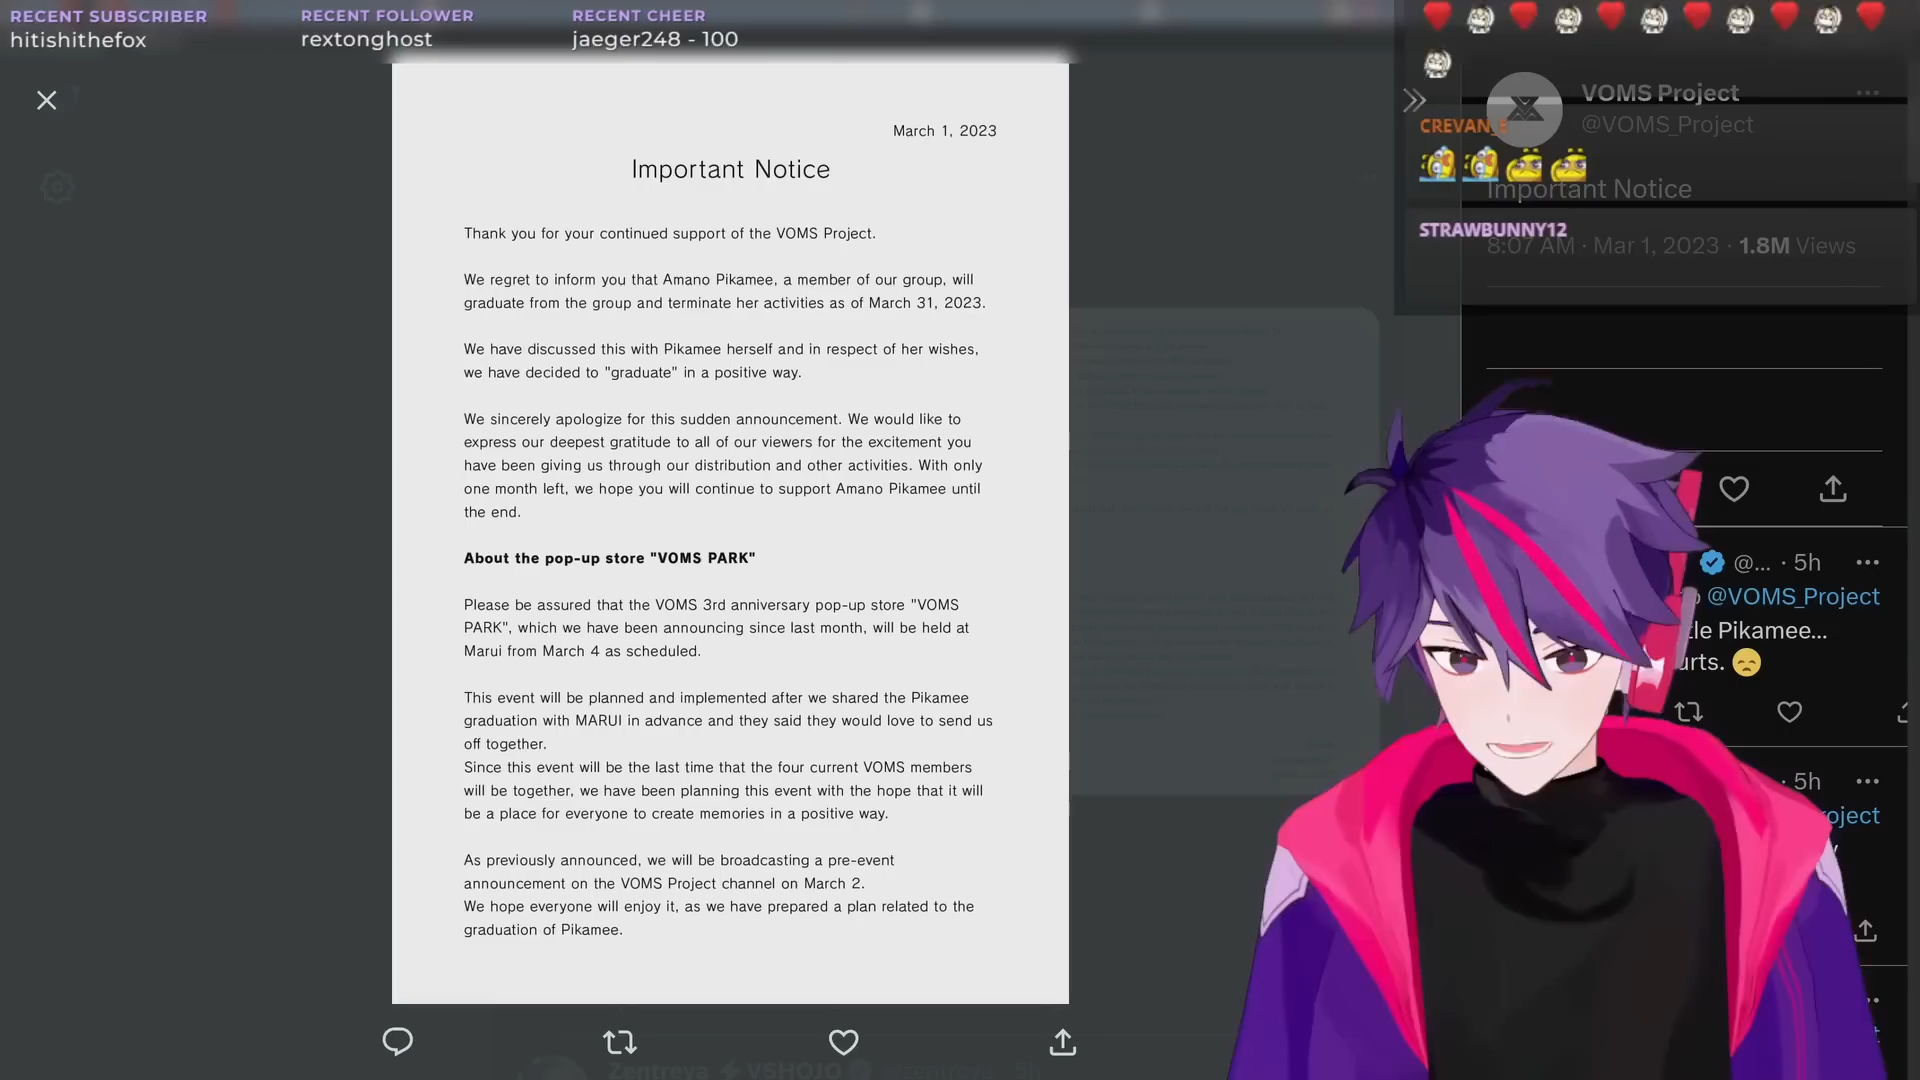 RECENT SUBSCRIBER
hitishithefox
RECENT FOLLOWER
rextonghost
RECENT CHEER
jaeger248 - 100
March 1, 2023
Important Notice
Thank you for your continued support of the VOMS Project.
We regret to inform you that Amano Pikamee, a member of our group, will
graduate from the group and terminate her activities as of March 31, 2023.
We have discussed this with Pikamee herself and in respect of her wishes,
we have decided to "graduate" in a positive way.
We sincerely apologize for this sudden announcement. We would like to
express our deepest gratitude to all of our viewers for the excitement you
have been giving us through our distribution and other activities. With only
one month left, we hope you will continue to support Amano Pikamee until
the end.
About the pop-up store "VOMS PARK"
Please be assured that the VOMS 3rd anniversary pop-up store "VOMS
PARK", which we have been announcing since last month, will be held at
Marui from March 4 as scheduled.
This event will be planned and implemented after we shared the Pikamee
graduation with MARUI in advance and they said they would love to send us
off together.
Since this event will be the last time that the four current VOMS members
will be together, we have been planning this event with the hope that it will
be a place for everyone to create memories in a positive way.
As previously announced, we will be broadcasting a pre-event
announcement on the VOMS Project channel on March 2.
We hope everyone will enjoy it, as we have prepared a plan related to the
graduation of Pikamee.
Zentreya VSHOJO @zentreya 5h
VOMS Project
@VOMS_Project
Important Notice
STRAWBUNNY12
8:07 AM · Mar 1, 2023 · 1.8M Views
@... · 5h
@VOMS_Project
Pikamee...
5h